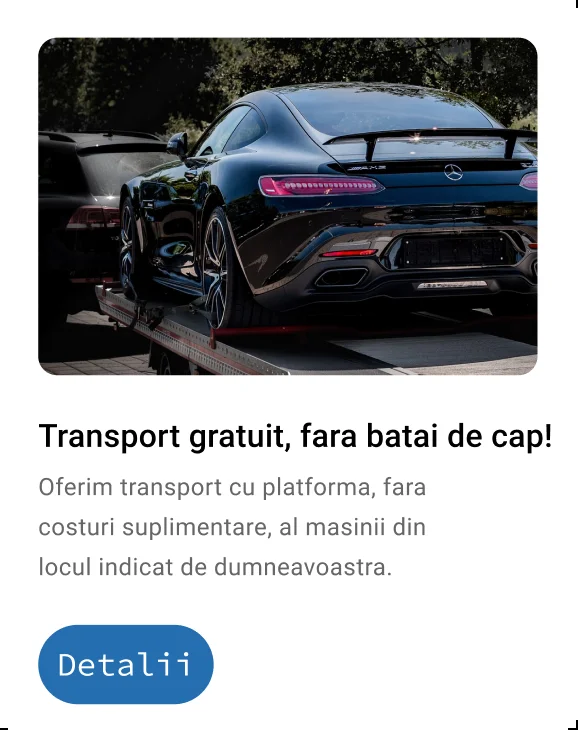 Transport gratuit, fara batai de cap!
Oferim transport cu platforma, fara
costuri suplimentare, al masinii din
locul indicat de dumneavoastra.
Detalii